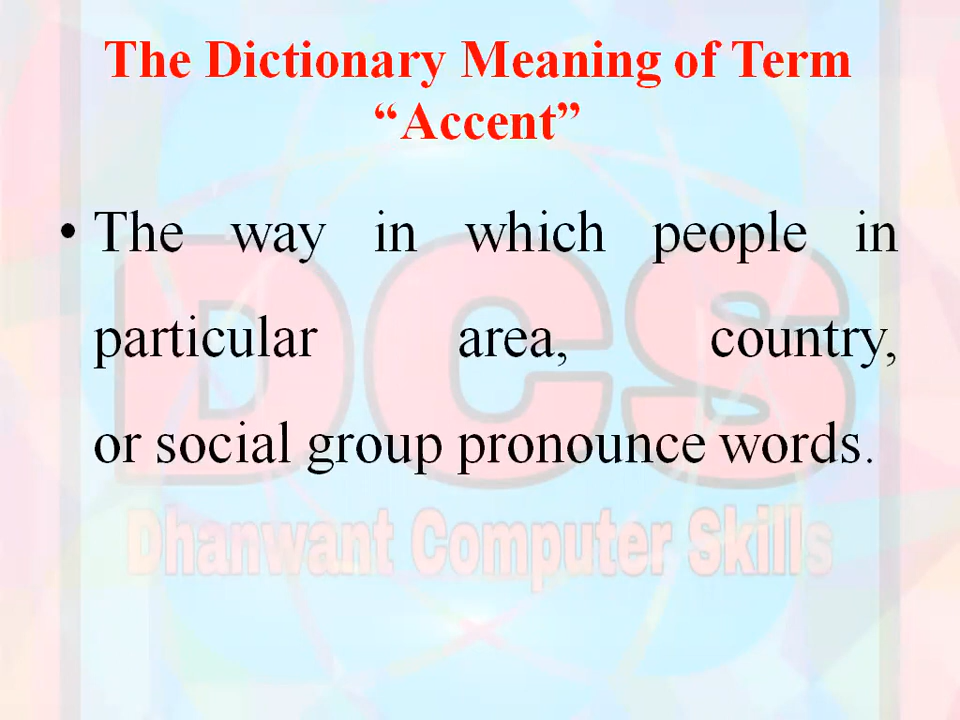 The Dictionary Meaning of Term
“Accent”
• The way in which people in
particular area, country,
or social group pronounce words.
DCS
Dhanwant Computer Skills